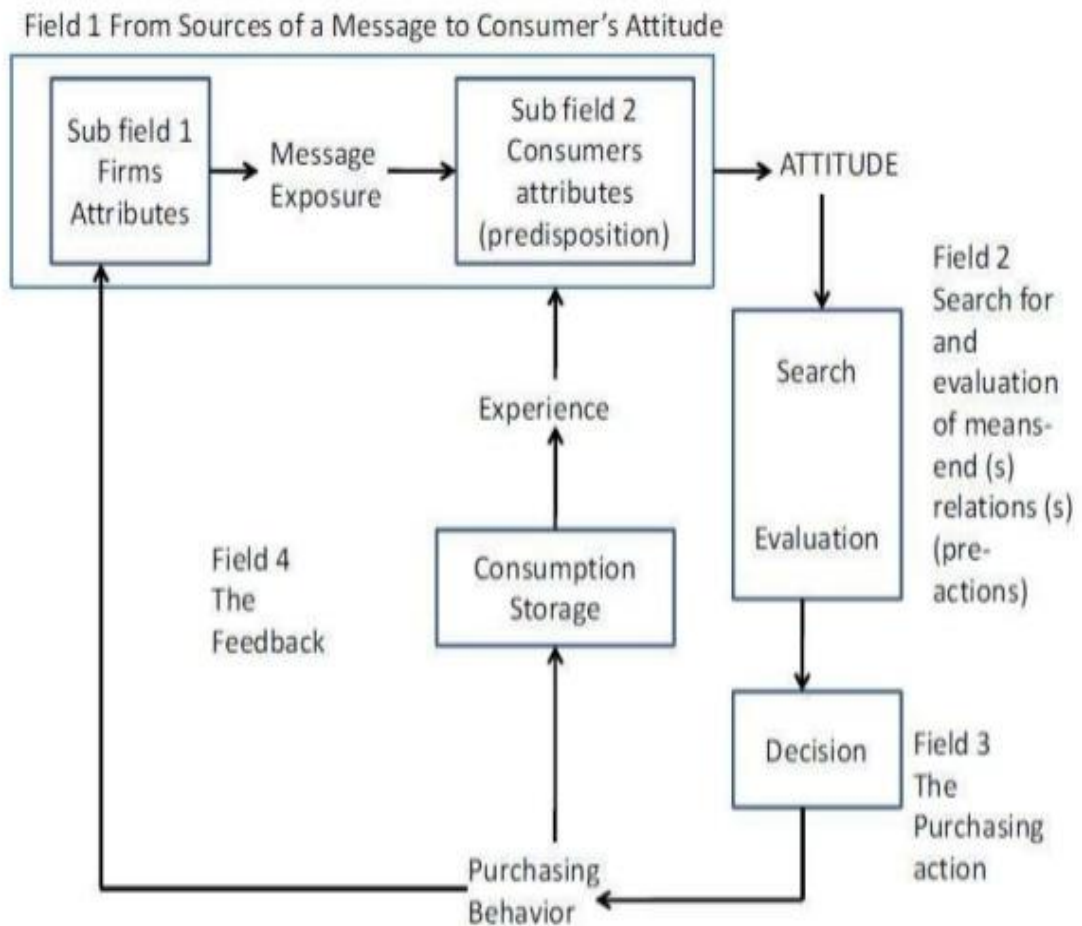 Field 1 From Sources of a Message to Consumer’s Attitude
Sub field 1
Firms
Attributes
Message
Exposure
Sub field 2
Consumers
attributes
(predisposition)
ATTITUDE
Field 2
Search for
and
evaluation
of means-
end (s)
relations (s)
(pre-
actions)
Search
Evaluation
Experience
Consumption
Storage
Field 4
The
Feedback
Decision
Field 3
The
Purchasing
action
Purchasing
Behavior